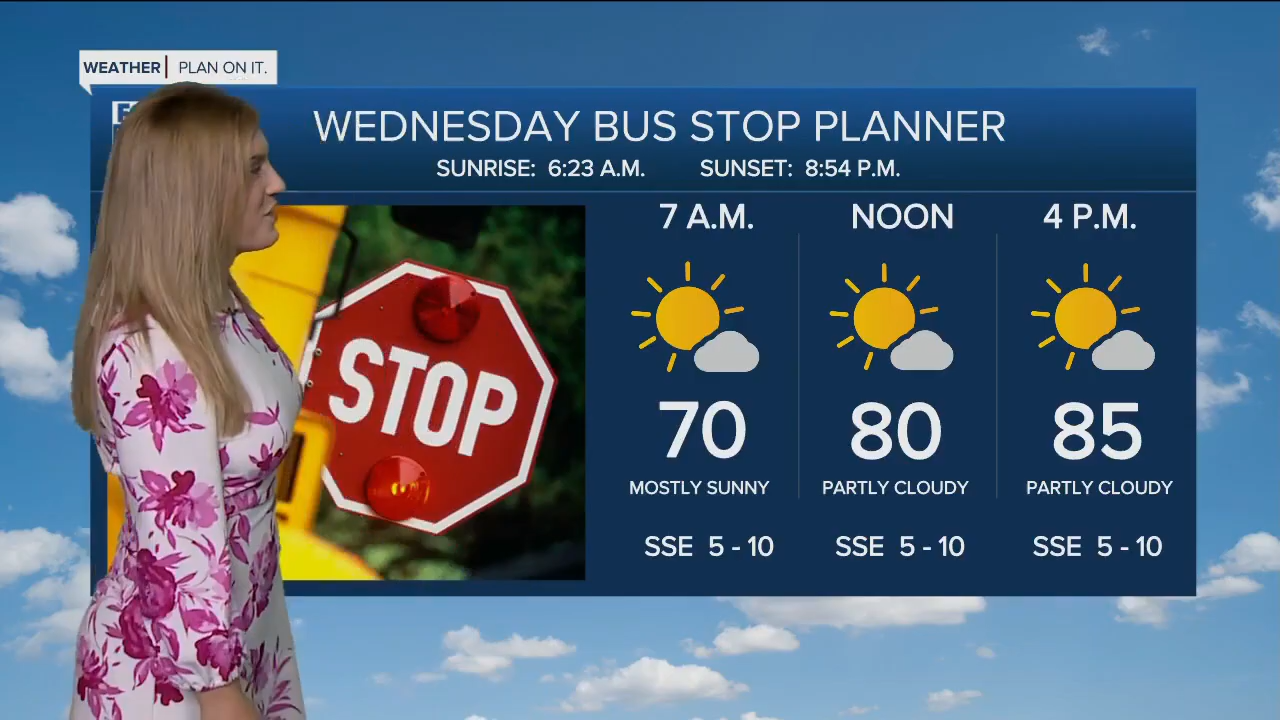 WEATHER | PLAN ON IT.
WEDNESDAY BUS STOP PLANNER
SUNRISE: 6:23 A.M. SUNSET: 8:54 P.M.
7 A.M. NOON 4 P.M.
STOP
70 80 85
MOSTLY SUNNY PARTLY CLOUDY PARTLY CLOUDY
SSE 5 - 10 SSE 5 - 10 SSE 5 - 10